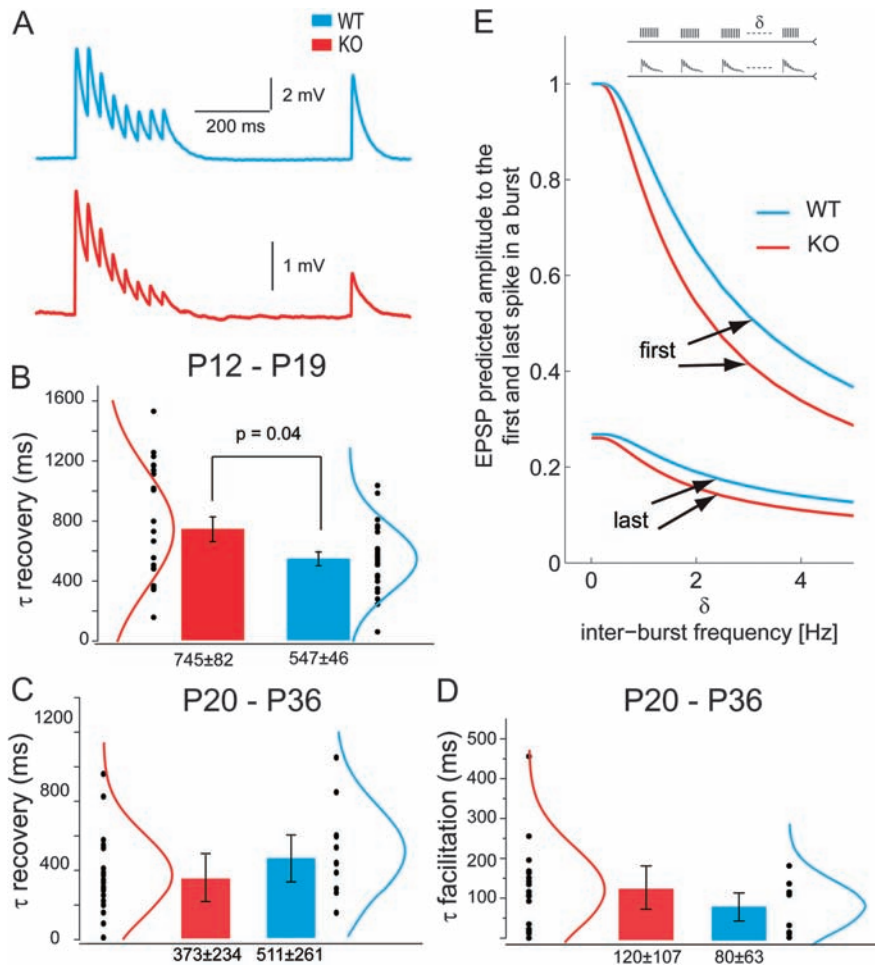 A
WT
KO
2 mV
200 ms
1 mV
B
P12 - P19
τ recovery (ms)
1600
1200
800
400
0
p = 0.04
745±82
547±46
C
P20 - P36
τ recovery (ms)
1200
800
400
0
373±234
511±261
D
P20 - P36
τ facilitation (ms)
500
400
300
200
100
120±107
80±63
E
δ
EPSP predicted amplitude to the
first and last spike in a burst
1
0.8
0.6
0.4
0.2
0
WT
KO
first
last
0
2
4
δ
inter-burst frequency [Hz]